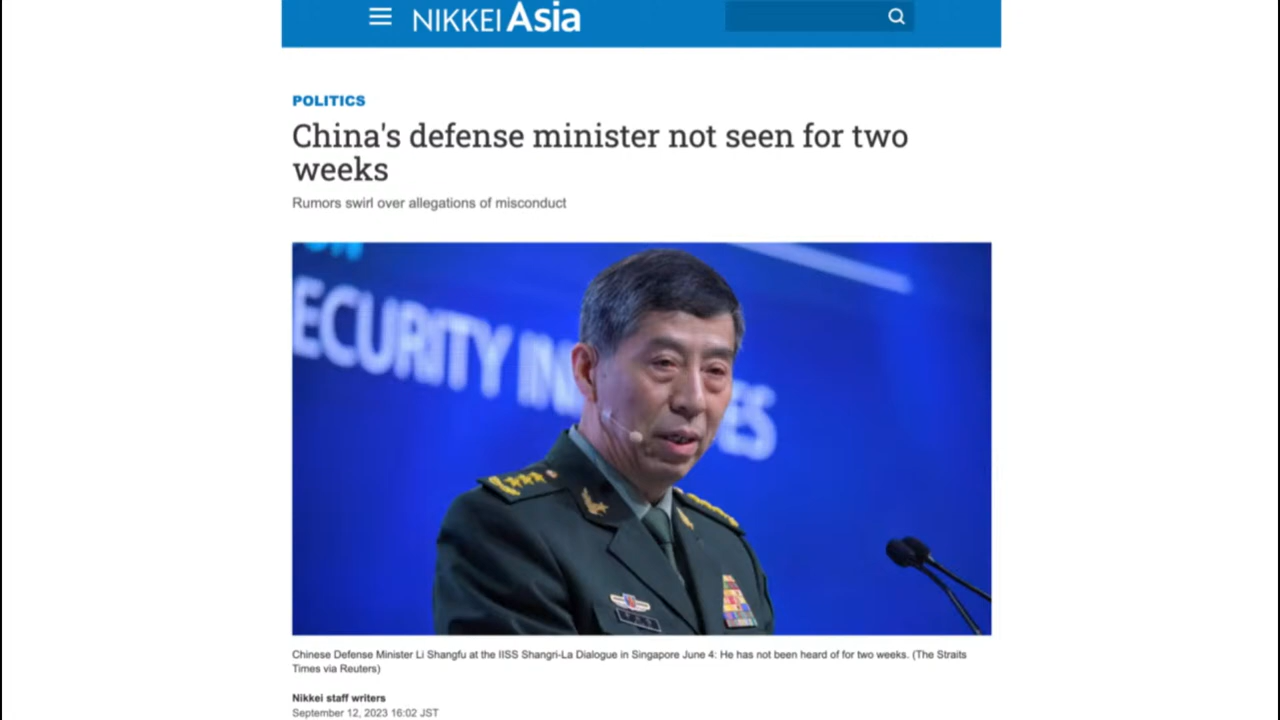 NIKKEI Asia
POLITICS
China's defense minister not seen for two
weeks
Rumors swirl over allegations of misconduct
ECURITY IN
ES
Chinese Defense Minister Li Shangfu at the IISS Shangri-La Dialogue in Singapore June 4: He has not been heard of for two weeks. (The Straits
Times via Reuters)
Nikkei staff writers
September 12, 2023 16:02 JST